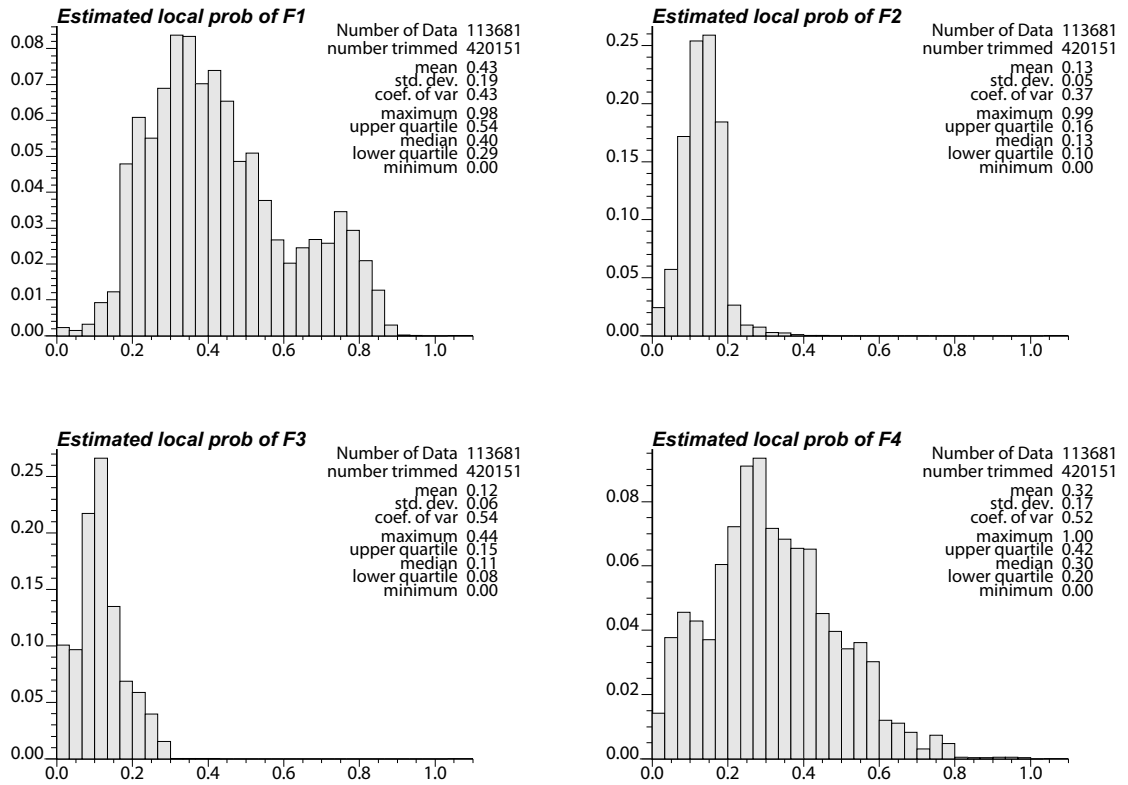 Estimated local prob of F1
Number of Data 113681
number trimmed 420151
mean 0.43
std. dev. 0.19
coef. of var 0.43
maximum 0.98
upper quartile 0.54
median 0.40
lower quartile 0.29
minimum 0.00
0.08
0.07
0.06
0.05
0.04
0.03
0.02
0.01
0.00
0.0 0.2 0.4 0.6 0.8 1.0
Estimated local prob of F2
Number of Data 113681
number trimmed 420151
mean 0.13
std. dev. 0.05
coef. of var 0.37
maximum 0.99
upper quartile 0.16
median 0.13
lower quartile 0.10
minimum 0.00
0.25
0.20
0.15
0.10
0.05
0.00
0.0 0.2 0.4 0.6 0.8 1.0
Estimated local prob of F3
Number of Data 113681
number trimmed 420151
mean 0.12
std. dev. 0.06
coef. of var 0.54
maximum 0.44
upper quartile 0.15
median 0.11
lower quartile 0.08
minimum 0.00
0.25
0.20
0.15
0.10
0.05
0.00
0.0 0.2 0.4 0.6 0.8 1.0
Estimated local prob of F4
Number of Data 113681
number trimmed 420151
mean 0.32
std. dev. 0.17
coef. of var 0.52
maximum 1.00
upper quartile 0.42
median 0.30
lower quartile 0.20
minimum 0.00
0.08
0.06
0.04
0.02
0.00
0.0 0.2 0.4 0.6 0.8 1.0